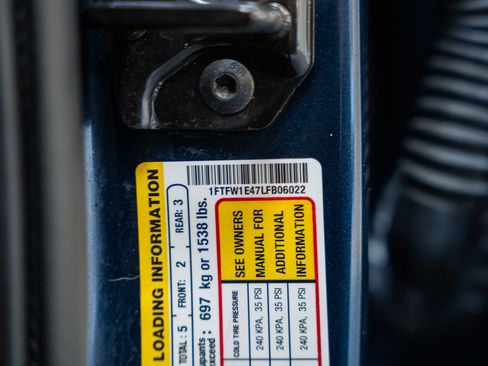 1FTFW1E47LFB06022
LOADING INFORMATION
TOTAL: 5 FRONT: 2 REAR: 3
697 kg or 1538 lbs.
SEE OWNERS
MANUAL FOR
ADDITIONAL
INFORMATION
COLD TIRE PRESSURE
240 KPA, 35 PSI
240 KPA, 35 PSI
240 KPA, 35 PSI